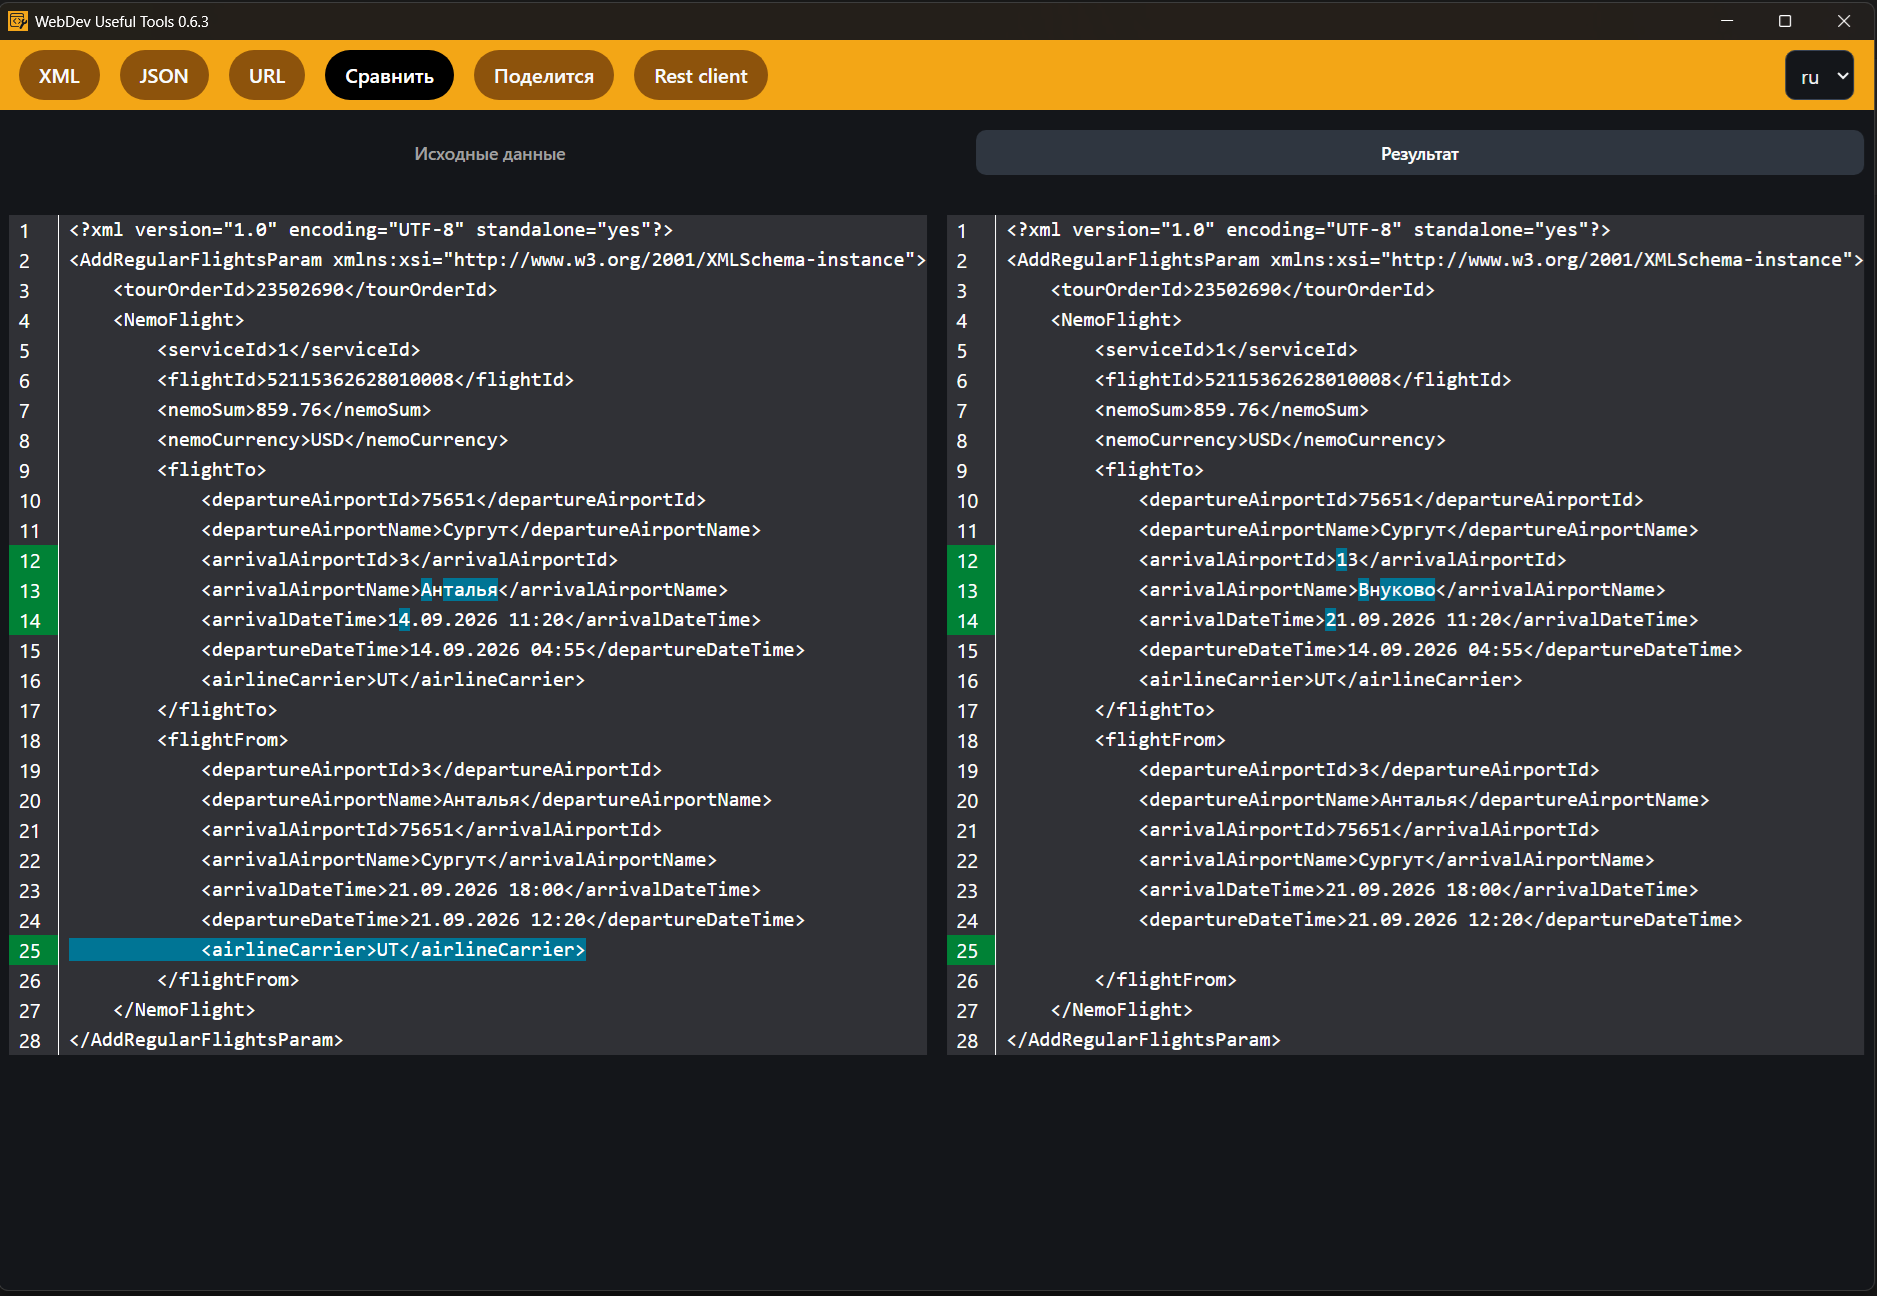 WebDev Useful Tools 0.6.3
XML JSON URL Сравнить Поделится Rest client ru
Исходные данные
Результат
1 <?xml version="1.0" encoding="UTF-8" standalone="yes"?>
2 <AddRegularFlightsParam xmlns:xsi="http://www.w3.org/2001/XMLSchema-instance">
3     <tourOrderId>23502690</tourOrderId>
4     <NemoFlight>
5         <serviceId>1</serviceId>
6         <flightId>52115362628010008</flightId>
7         <nemoSum>859.76</nemoSum>
8         <nemoCurrency>USD</nemoCurrency>
9         <flightTo>
10             <departureAirportId>75651</departureAirportId>
11             <departureAirportName>Сургут</departureAirportName>
12             <arrivalAirportId>3</arrivalAirportId>
13             <arrivalAirportName>Анталья</arrivalAirportName>
14             <arrivalDateTime>14.09.2026 11:20</arrivalDateTime>
15             <departureDateTime>14.09.2026 04:55</departureDateTime>
16             <airlineCarrier>UT</airlineCarrier>
17         </flightTo>
18         <flightFrom>
19             <departureAirportId>3</departureAirportId>
20             <departureAirportName>Анталья</departureAirportName>
21             <arrivalAirportId>75651</arrivalAirportId>
22             <arrivalAirportName>Сургут</arrivalAirportName>
23             <arrivalDateTime>21.09.2026 18:00</arrivalDateTime>
24             <departureDateTime>21.09.2026 12:20</departureDateTime>
25             <airlineCarrier>UT</airlineCarrier>
26         </flightFrom>
27     </NemoFlight>
28 </AddRegularFlightsParam>
1 <?xml version="1.0" encoding="UTF-8" standalone="yes"?>
2 <AddRegularFlightsParam xmlns:xsi="http://www.w3.org/2001/XMLSchema-instance">
3     <tourOrderId>23502690</tourOrderId>
4     <NemoFlight>
5         <serviceId>1</serviceId>
6         <flightId>52115362628010008</flightId>
7         <nemoSum>859.76</nemoSum>
8         <nemoCurrency>USD</nemoCurrency>
9         <flightTo>
10             <departureAirportId>75651</departureAirportId>
11             <departureAirportName>Сургут</departureAirportName>
12             <arrivalAirportId>13</arrivalAirportId>
13             <arrivalAirportName>Внуково</arrivalAirportName>
14             <arrivalDateTime>21.09.2026 11:20</arrivalDateTime>
15             <departureDateTime>14.09.2026 04:55</departureDateTime>
16             <airlineCarrier>UT</airlineCarrier>
17         </flightTo>
18         <flightFrom>
19             <departureAirportId>3</departureAirportId>
20             <departureAirportName>Анталья</departureAirportName>
21             <arrivalAirportId>75651</arrivalAirportId>
22             <arrivalAirportName>Сургут</arrivalAirportName>
23             <arrivalDateTime>21.09.2026 18:00</arrivalDateTime>
24             <departureDateTime>21.09.2026 12:20</departureDateTime>
25
26         </flightFrom>
27     </NemoFlight>
28 </AddRegularFlightsParam>